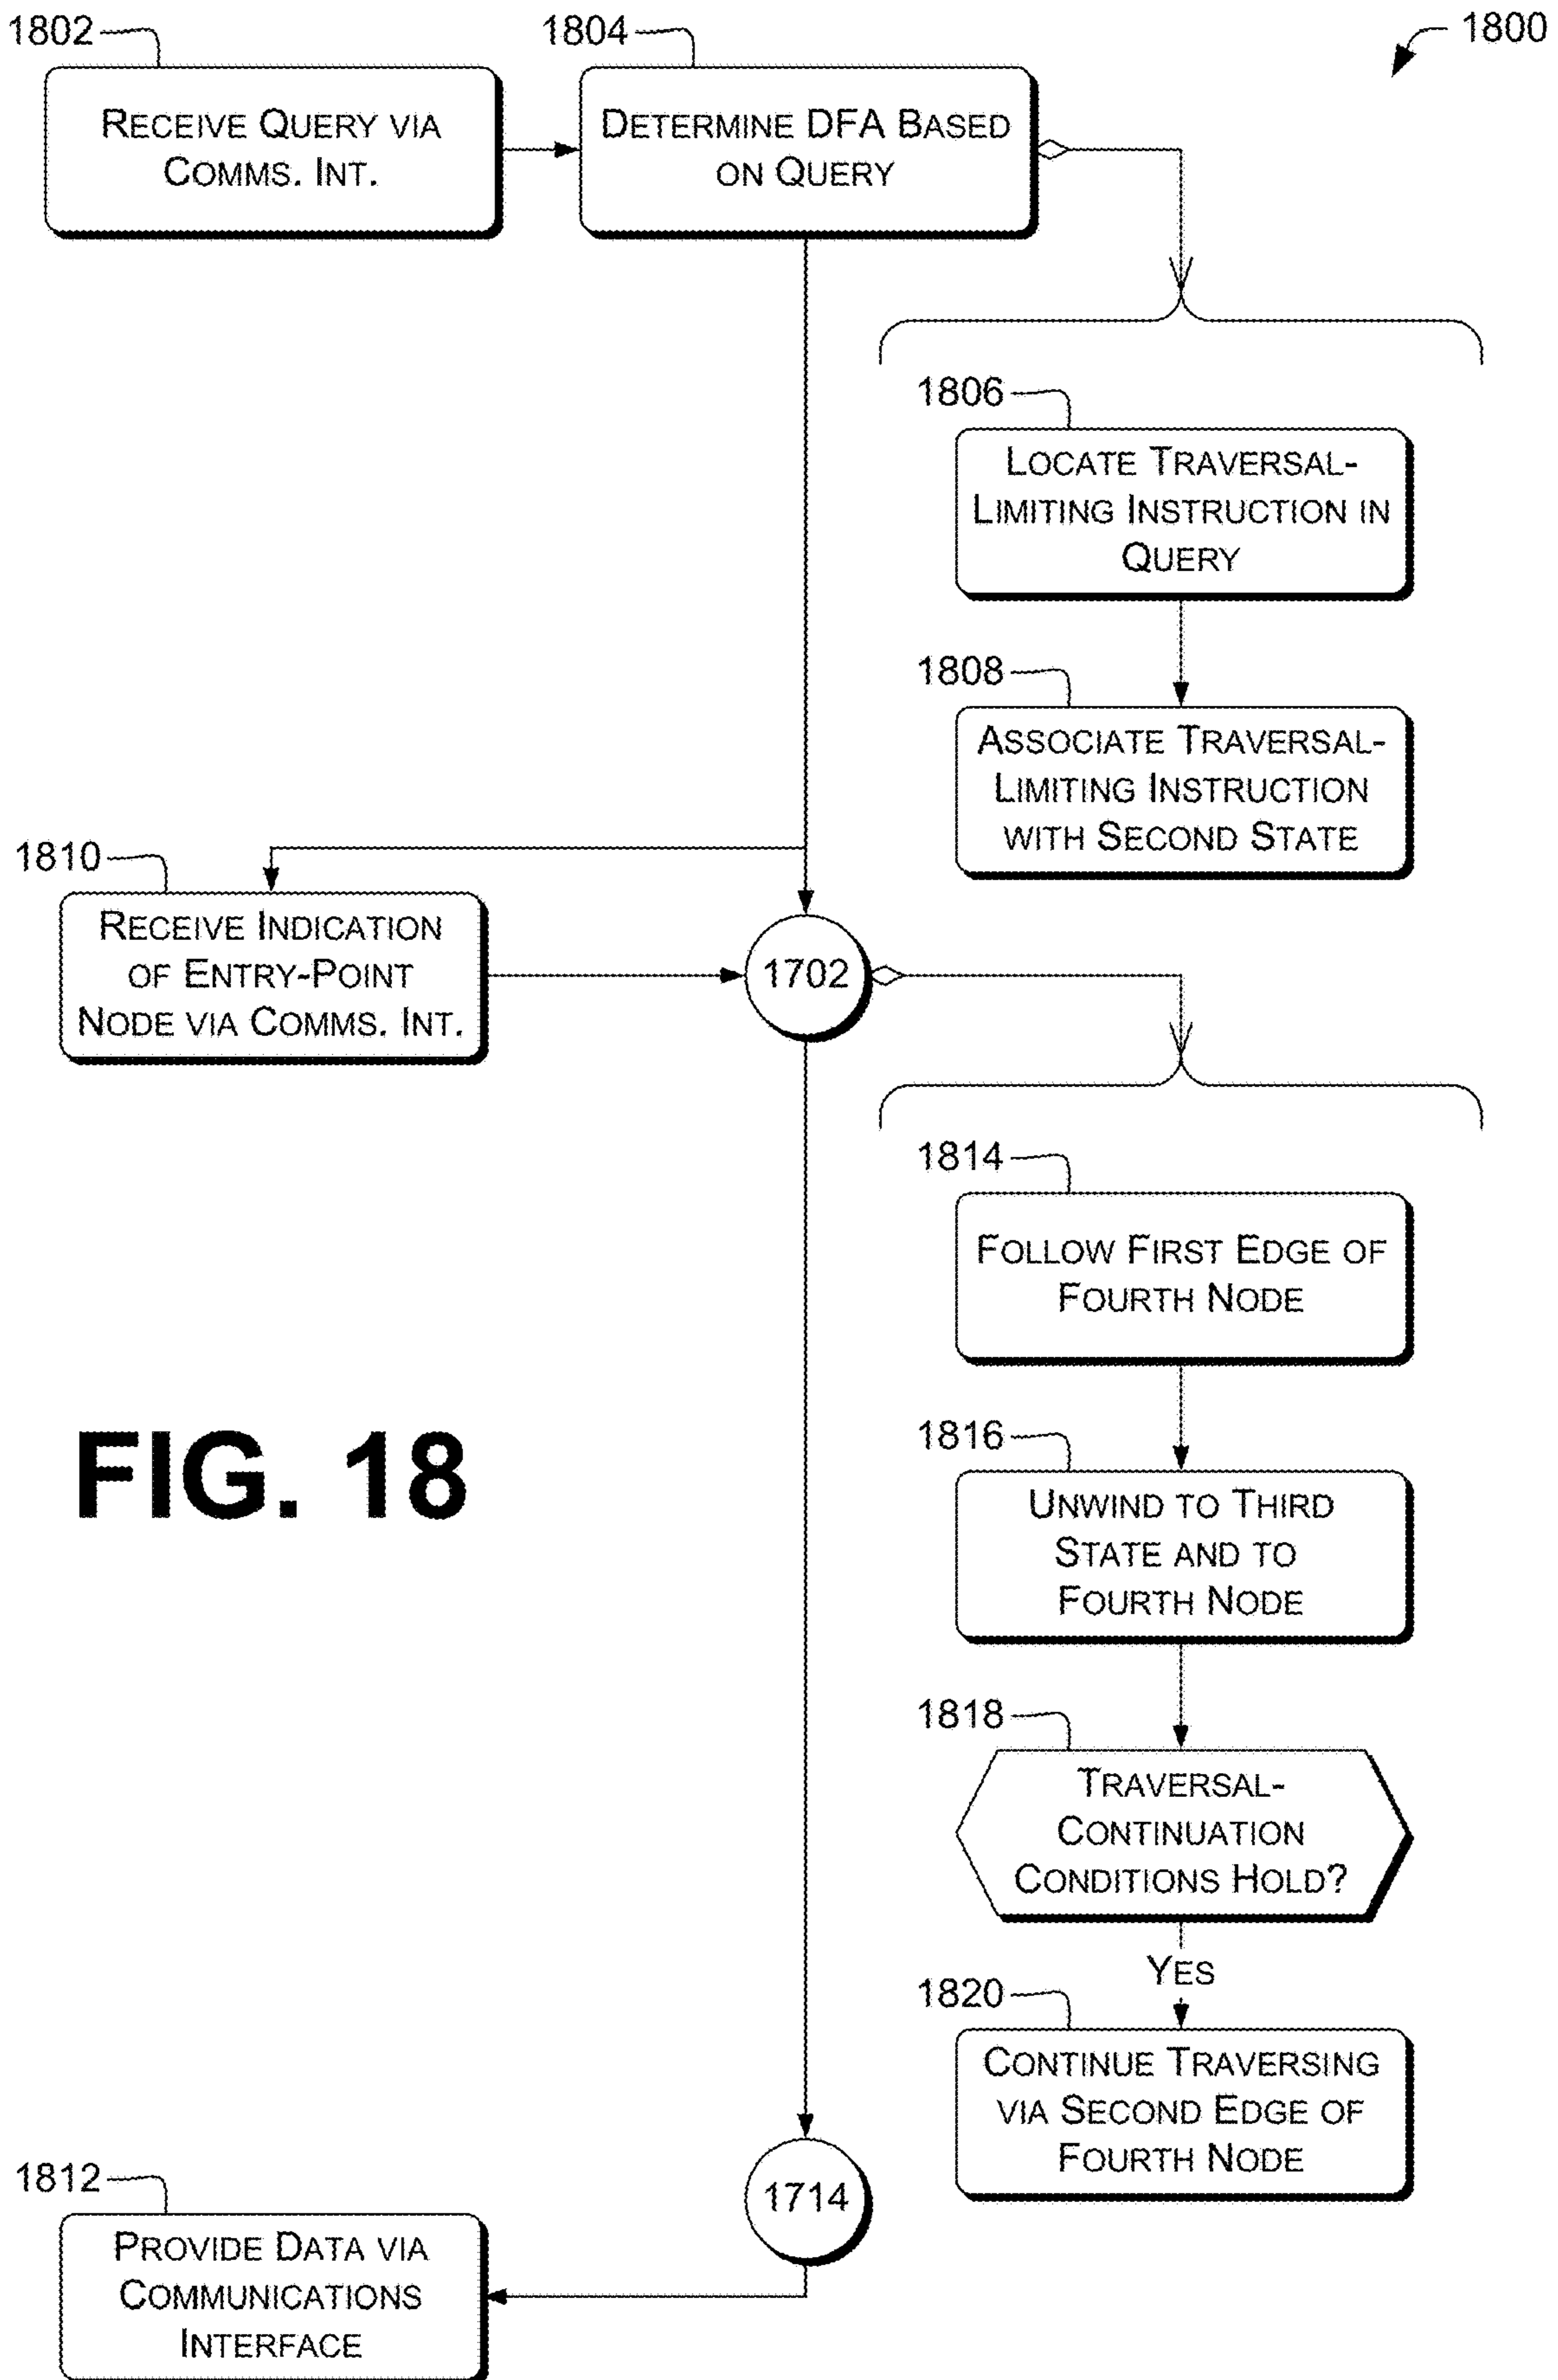 1802
1804
1800
RECEIVE QUERY VIA
COMMS. INT.
DETERMINE DFA BASED
ON QUERY
1806
LOCATE TRAVERSAL-
LIMITING INSTRUCTION IN
QUERY
1808
ASSOCIATE TRAVERSAL-
LIMITING INSTRUCTION
WITH SECOND STATE
1810
RECEIVE INDICATION
OF ENTRY-POINT
NODE VIA COMMS. INT.
1702
1814
FOLLOW FIRST EDGE OF
FOURTH NODE
FIG. 18
1816
UNWIND TO THIRD
STATE AND TO
FOURTH NODE
1818
TRAVERSAL-
CONTINUATION
CONDITIONS HOLD?
YES
1820
CONTINUE TRAVERSING
VIA SECOND EDGE OF
FOURTH NODE
1714
1812
PROVIDE DATA VIA
COMMUNICATIONS
INTERFACE